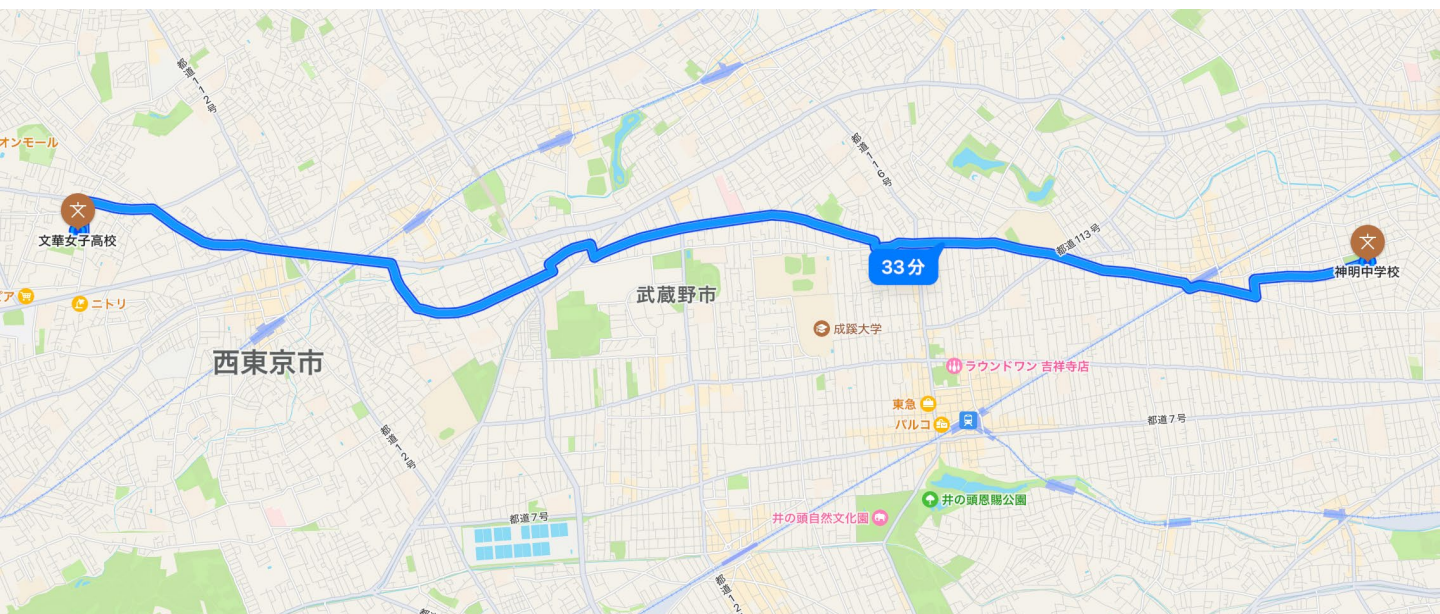 都道112号
オンモール
都道116号
文華女子高校
都道113号
33分
神明中学校
ピア
ニトリ
武蔵野市
成蹊大学
西東京市
ラウンドワン 吉祥寺店
東急
パルコ
都道7号
都道12号
井の頭恩賜公園
都道7号
井の頭自然文化園
都道12
都